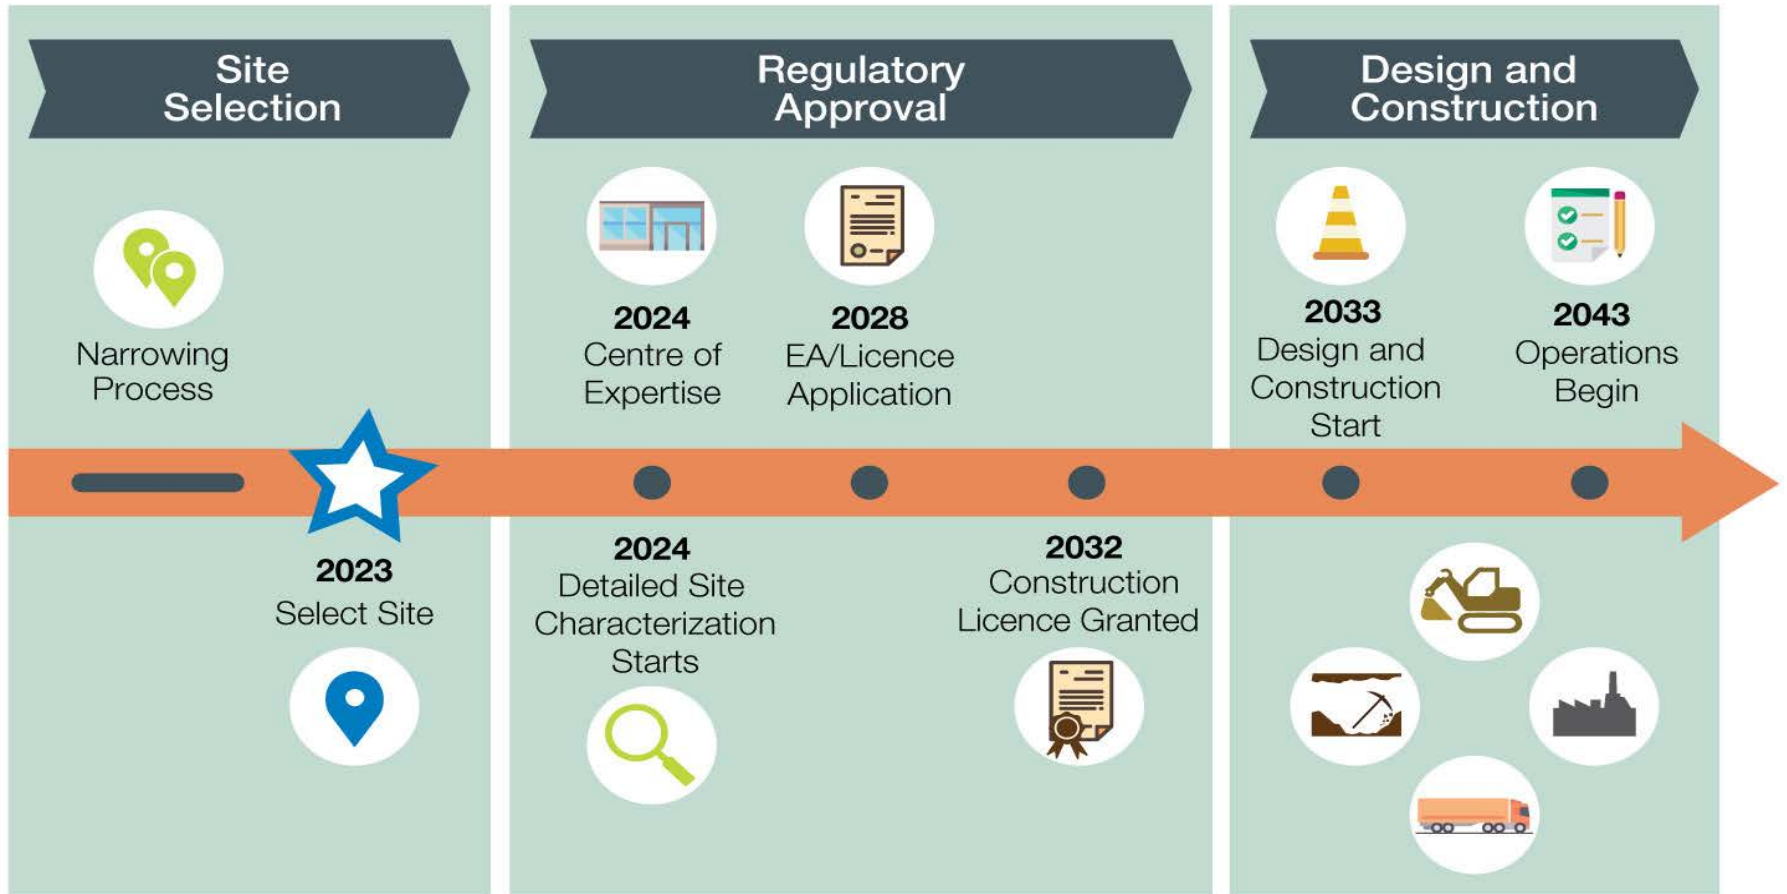 Site
Selection
Narrowing
Process
2023
Select Site
Regulatory
Approval
2024
Centre of
Expertise
2028
EA/Licence
Application
2024
Detailed Site
Characterization
Starts
2032
Construction
Licence Granted
Design and
Construction
2033
Design and
Construction
Start
2043
Operations
Begin